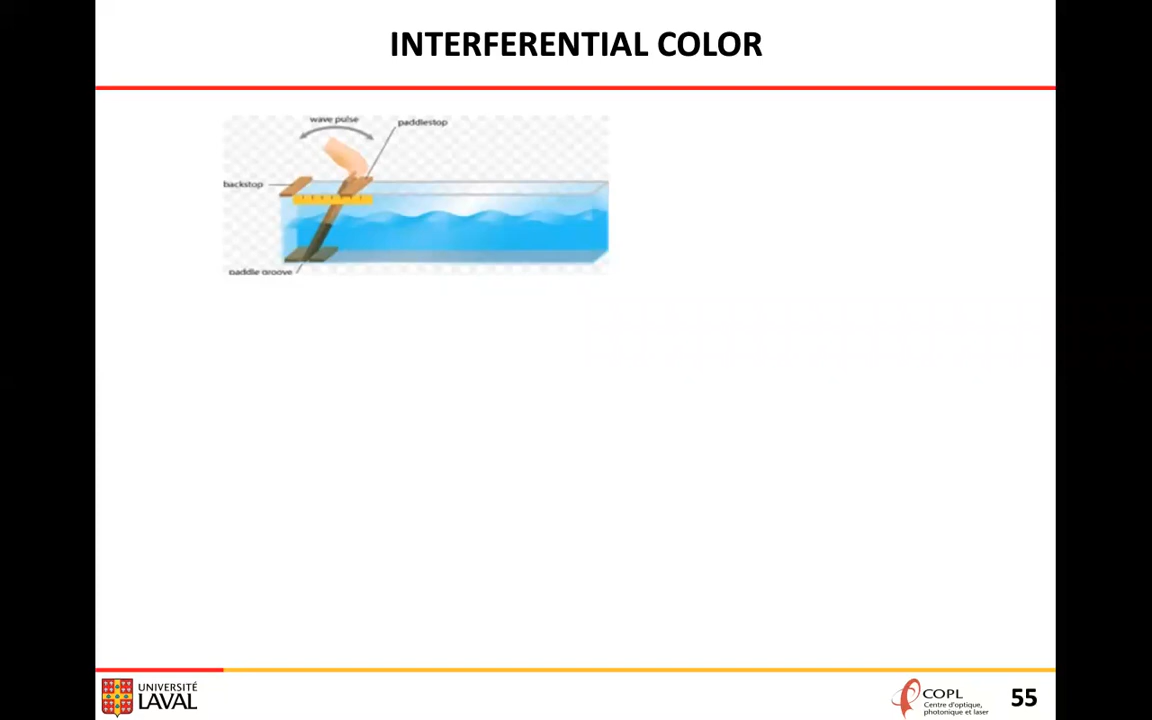 INTERFERENTIAL COLOR
wave pulse
paddlestop
backstop
paddle groove
UNIVERSITÉ
LAVAL
COPL
Centre d'optique,
photonique et laser
55